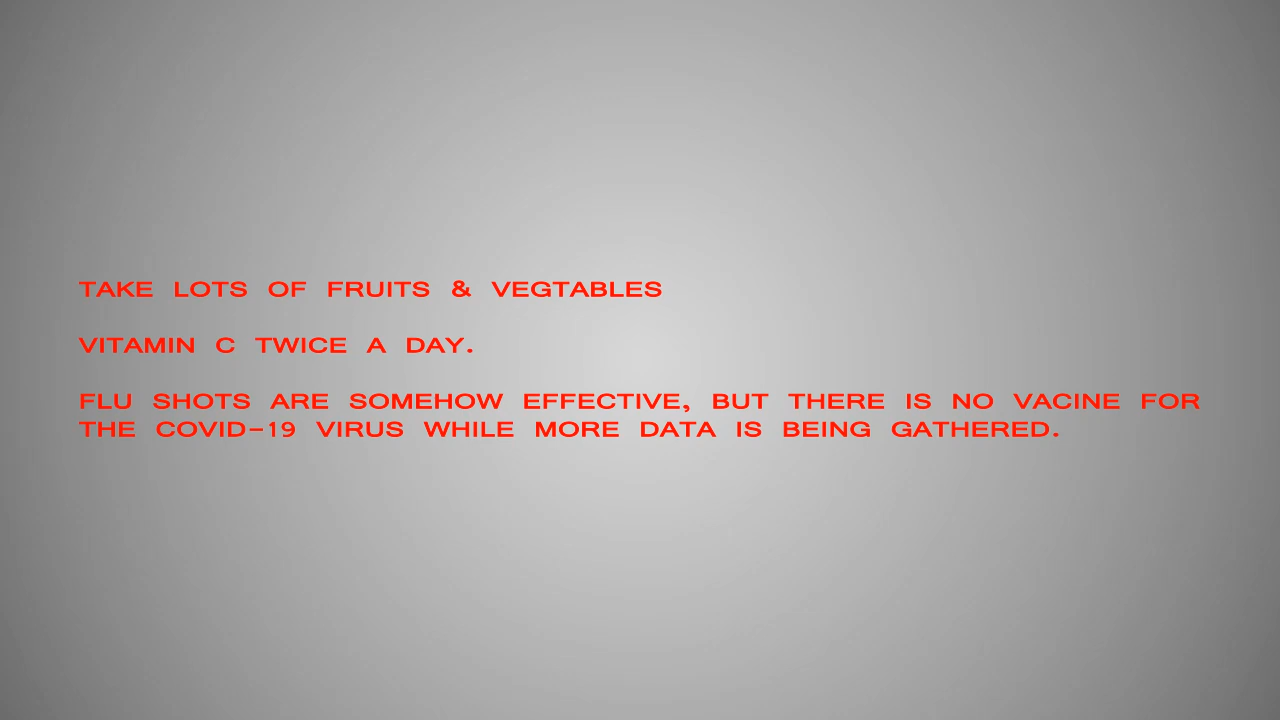 TAKE LOTS OF FRUITS & VEGTABLES
VITAMIN C TWICE A DAY.
FLU SHOTS ARE SOMEHOW EFFECTIVE, BUT THERE IS NO VACINE FOR
THE COVID-19 VIRUS WHILE MORE DATA IS BEING GATHERED.